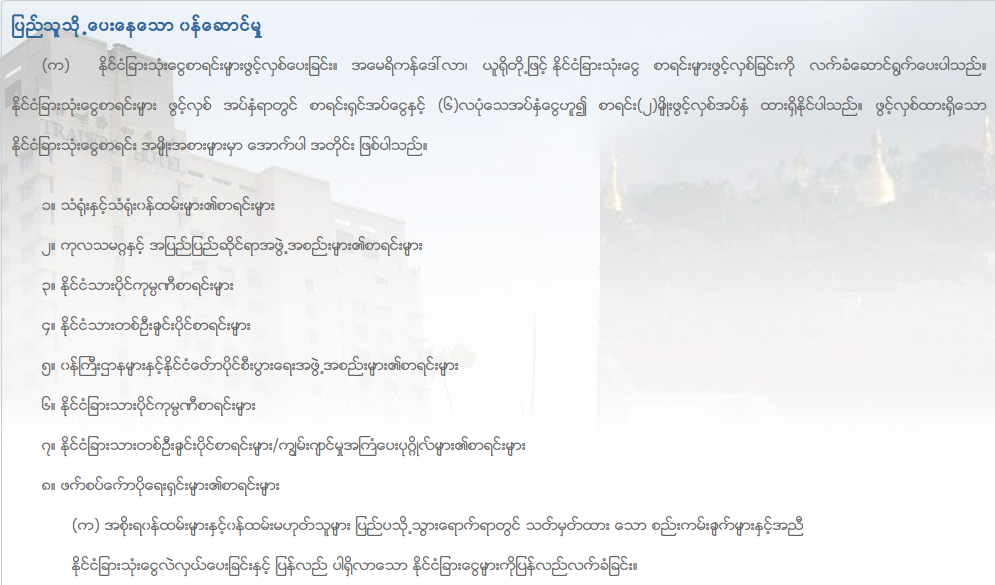 ပြည်သူသို့ပေးနေသော ဝန်ဆောင်မှု
(က) နိုင်ငံခြားသုံးငွေစာရင်းများဖွင့်လှစ်ပေးခြင်း။ အမေရိကန်ဒေါ်လာ၊ ယူရိုတို့ဖြင့် နိုင်ငံခြားသုံးငွေ စာရင်းများဖွင့်လှစ်ခြင်းကို လက်ခံဆောင်ရွက်ပေးပါသည်။
နိုင်ငံခြားသုံးငွေစာရင်းများ ဖွင့်လှစ် အပ်နှံရာတွင် စာရင်းရှင်အပ်ငွေနှင့် (၆)လပုံသေအပ်နှံငွေဟူ၍ စာရင်း(၂)မျိုးဖွင့်လှစ်အပ်နှံ ထားရှိနိုင်ပါသည်။ ဖွင့်လှစ်ထားရှိသော
နိုင်ငံခြားသုံးငွေစာရင်း အမျိုးအစားများမှာ အောက်ပါ အတိုင်း ဖြစ်ပါသည်။
၁။ သံရုံးနှင့်သံရုံးဝန်ထမ်းများ၏စာရင်းများ
၂။ ကုလသမဂ္ဂနှင့် အပြည်ပြည်ဆိုင်ရာအဖွဲ့အစည်းများ၏စာရင်းများ
၃။ နိုင်ငံသားပိုင်ကုမ္ပဏီစာရင်းများ
၄။ နိုင်ငံသားတစ်ဦးချင်းပိုင်စာရင်းများ
၅။ ဝန်ကြီးဌာနများနှင့်နိုင်ငံတော်ပိုင်စီးပွားရေးအဖွဲ့အစည်းများ၏စာရင်းများ
၆။ နိုင်ငံခြားသားပိုင်ကုမ္ပဏီစာရင်းများ
၇။ နိုင်ငံခြားသားတစ်ဦးချင်းပိုင်စာရင်းများ/ကျွမ်းကျင်မှုအကြံပေးပုဂ္ဂိုလ်များ၏စာရင်းများ
၈။ ဖက်စပ်ကော်ပိုရေးရှင်းများ၏စာရင်းများ
(က) အစိုးရဝန်ထမ်းများနှင့်ဝန်ထမ်းမဟုတ်သူများ ပြည်ပသို့သွားရောက်ရာတွင် သတ်မှတ်ထား သော စည်းကမ်းချက်များနှင့်အညီ
နိုင်ငံခြားသုံးငွေလဲလှယ်ပေးခြင်းနှင့် ပြန်လည် ပါရှိလာသော နိုင်ငံခြားငွေများကိုပြန်လည်လက်ခံခြင်း။